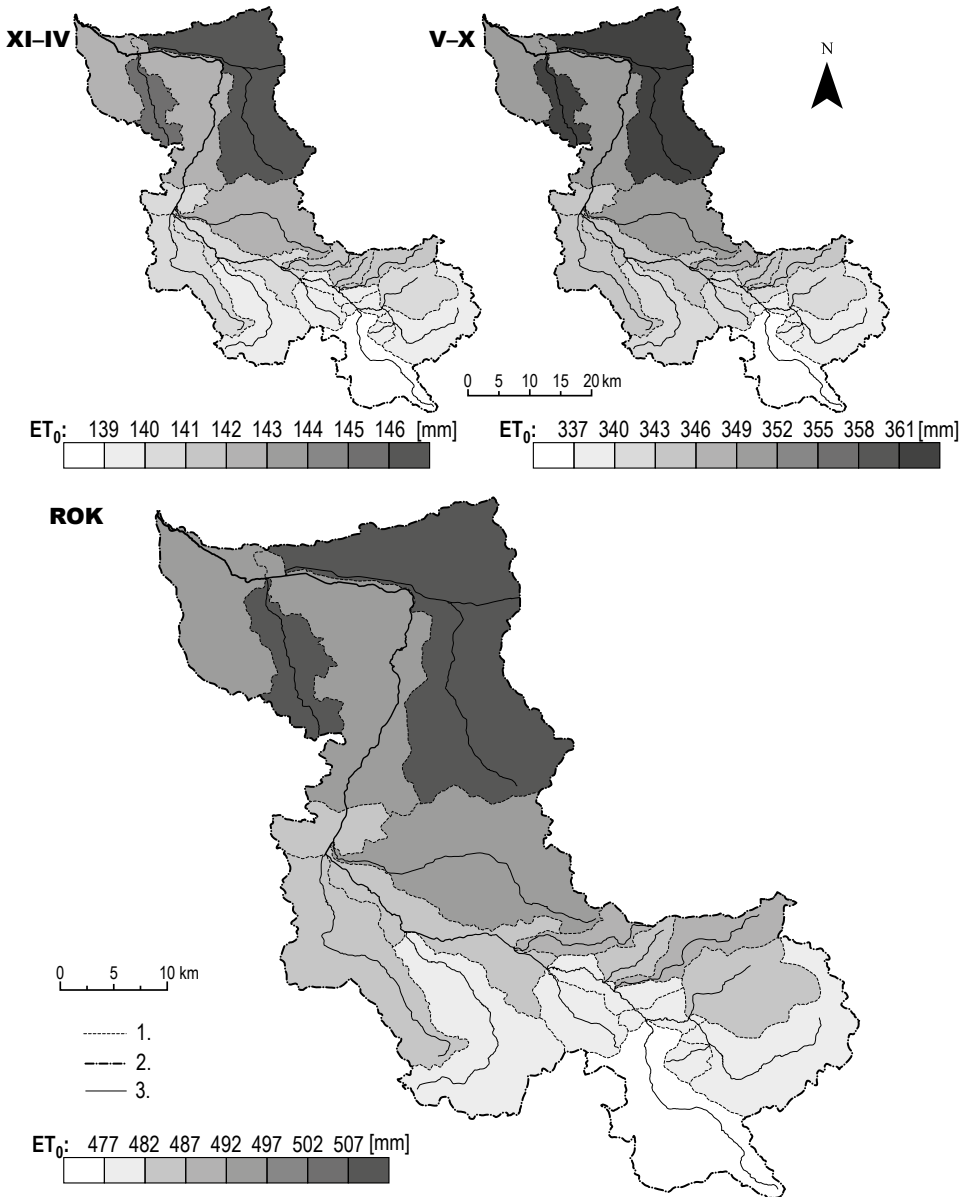 XI–IV
V–X
N
0 5 10 15 20 km
ET0: 139 140 141 142 143 144 145 146 [mm]
ET0: 337 340 343 346 349 352 355 358 361 [mm]
ROK
0 5 10 km
1.
2.
3.
ET0: 477 482 487 492 497 502 507 [mm]